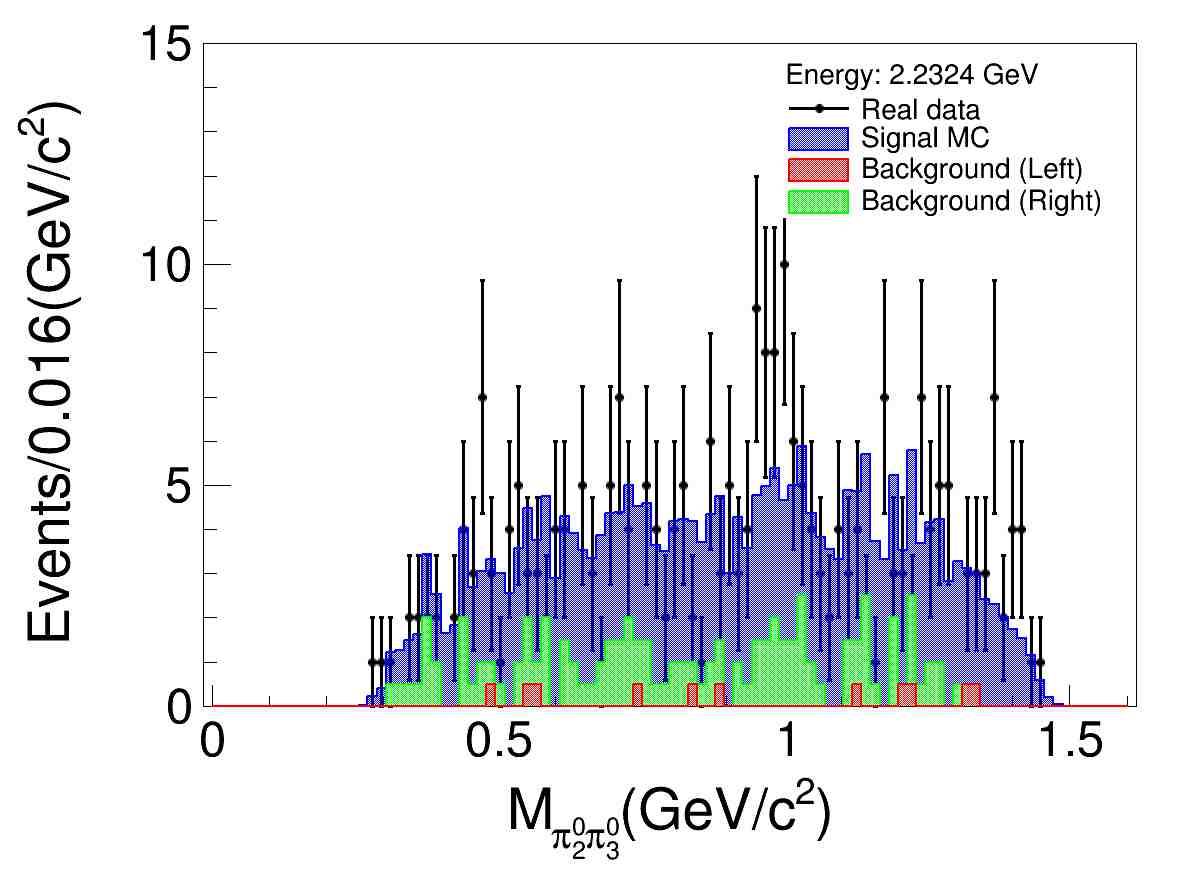 15
10
5
0
Events/0.016(GeV/c²)
Energy: 2.2324 GeV
Real data
Signal MC
Background (Left)
Background (Right)
0 0.5 1 1.5
M_{π⁰₂π⁰₃}(GeV/c²)